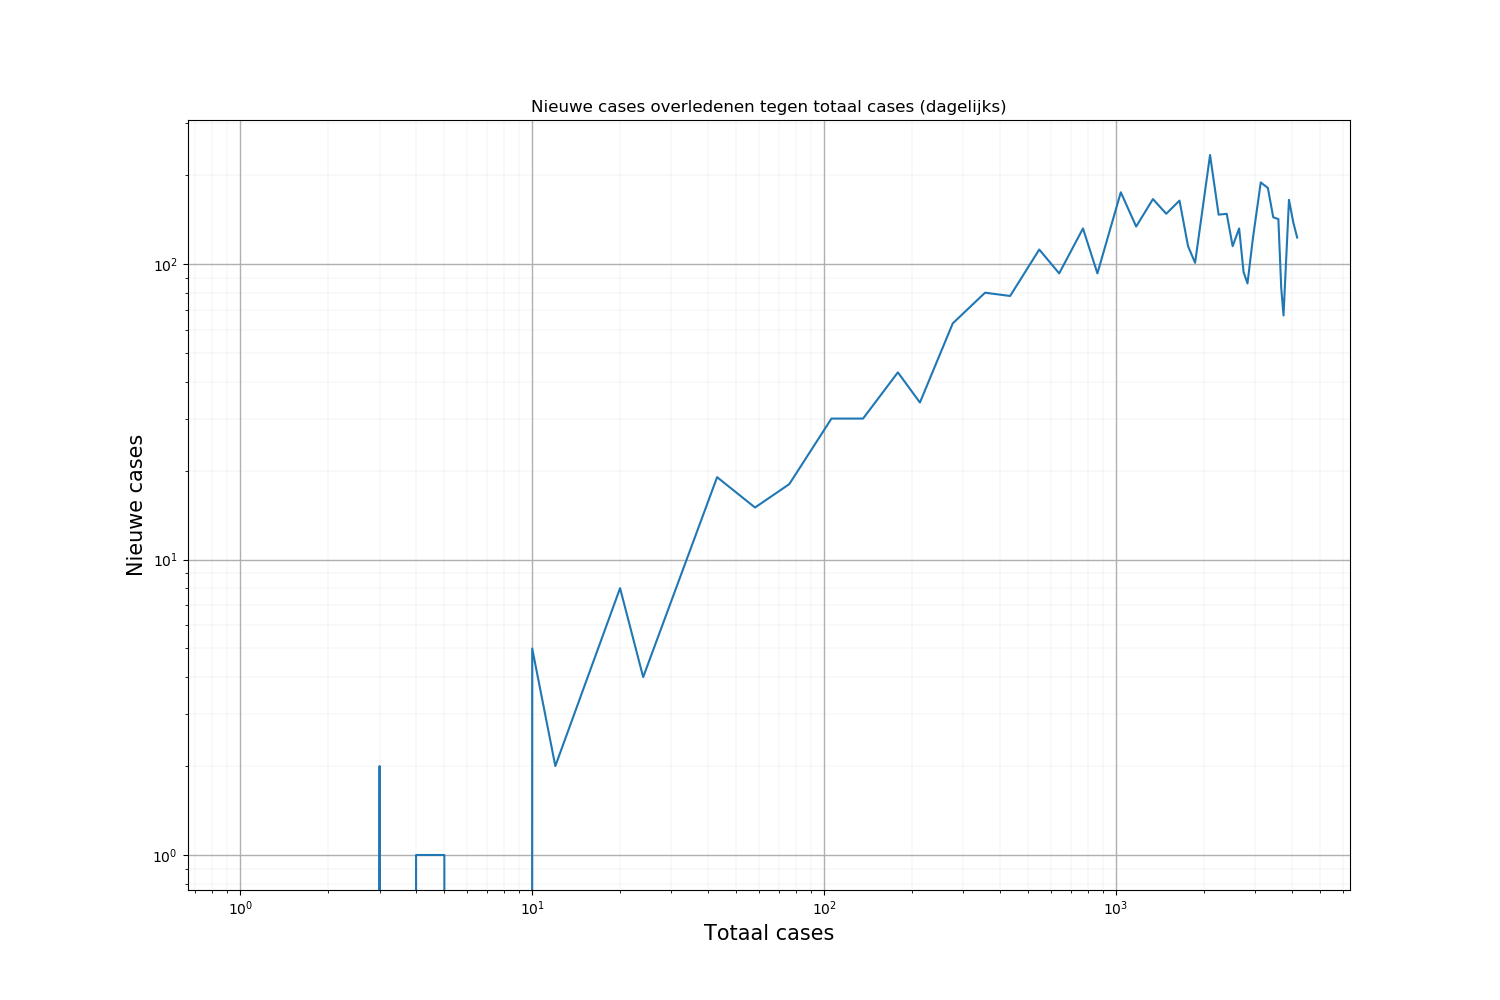 Nieuwe cases overledenen tegen totaal cases (dagelijks)
Nieuwe cases
10²
10¹
10⁰
10⁰ 10¹ 10² 10³
Totaal cases